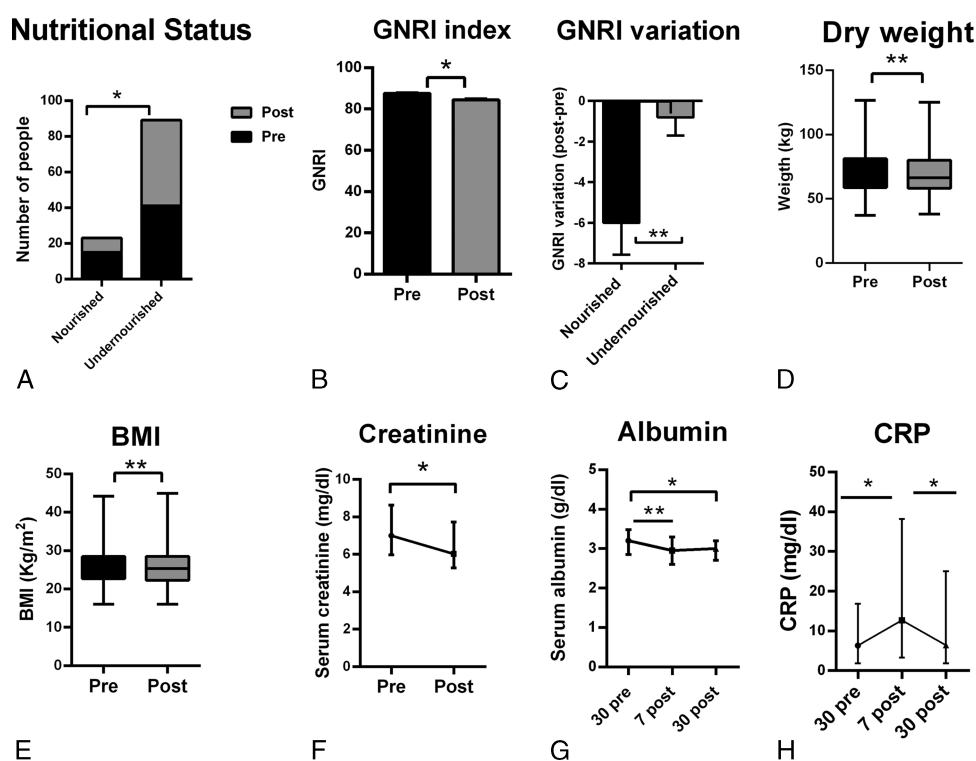 Nutritional Status
GNRI index
GNRI variation
Dry weight
Number of people
100
80
60
40
20
0
*
Post
Pre
Nourished
Undernourished
A
GNRI
100
80
60
40
20
0
*
Pre
Post
B
GNRI variation (post-pre)
0
-2
-4
-6
-8
**
Nourished
Undernourished
C
Weigth (kg)
150
100
50
0
**
Pre
Post
D
BMI
Creatinine
Albumin
CRP
BMI (Kg/m²)
50
40
30
20
10
0
**
Pre
Post
E
Serum creatinine (mg/dl)
10
8
6
4
2
0
*
Pre
Post
F
Serum albumin (g/dl)
5
4
3
2
1
0
*
**
30 pre
7 post
30 post
G
CRP (mg/dl)
50
40
30
20
10
0
*
*
30 pre
7 post
30 post
H